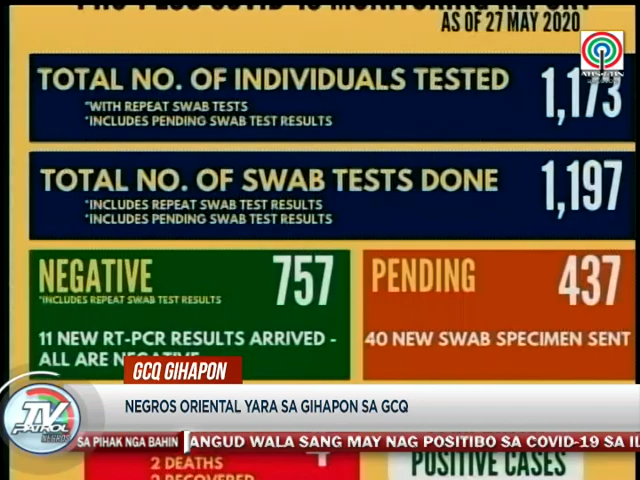 AS OF 27 MAY 2020
TOTAL NO. OF INDIVIDUALS TESTED
1,173
*WITH REPEAT SWAB TESTS
*INCLUDES PENDING SWAB TEST RESULTS
TOTAL NO. OF SWAB TESTS DONE
1,197
*INCLUDES REPEAT SWAB TEST RESULTS
*INCLUDES PENDING SWAB TEST RESULTS
NEGATIVE
757
*INCLUDES REPEAT SWAB TEST RESULTS
11 NEW RT-PCR RESULTS ARRIVED -
ALL ARE NEGATIVE
PENDING
437
40 NEW SWAB SPECIMEN SENT
GCQ GIHAPON
NEGROS ORIENTAL YARA SA GIHAPON SA GCQ
TV
PATROL
NEGROS
SA PIHAK NGA BAHIN
ANGUD WALA SANG MAY NAG POSITIBO SA COVID-19 SA IL
2 DEATHS
POSITIVE CASES